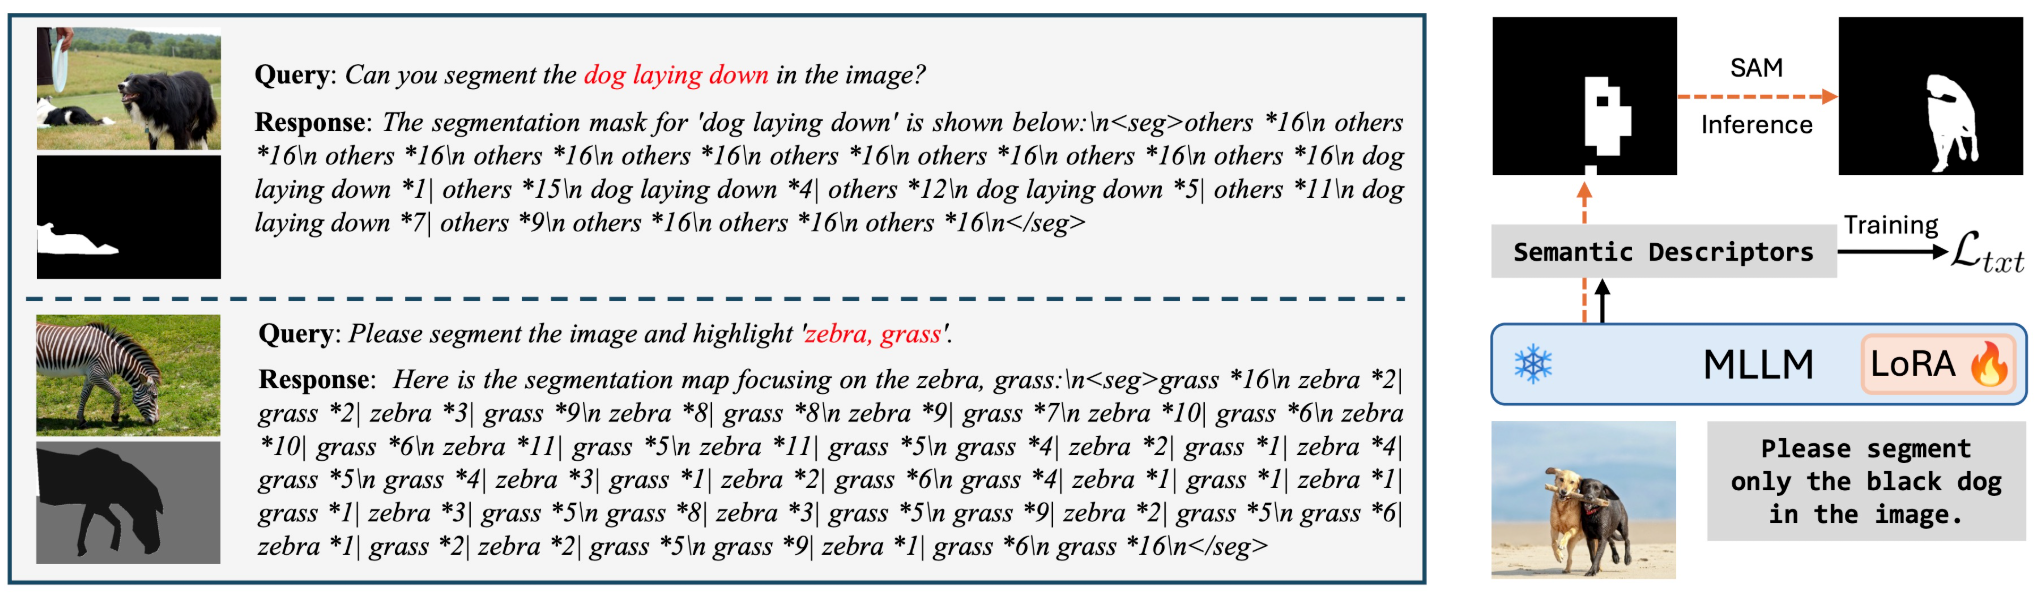 Query: Can you segment the dog laying down in the image?
Response: The segmentation mask for 'dog laying down' is shown below:\n<seg>others *16\n others
*16\n others *16\n others *16\n others *16\n others *16\n others *16\n others *16\n others *16\n dog
laying down *1| others *15\n dog laying down *4| others *12\n dog laying down *5| others *11\n dog
laying down *7| others *9\n others *16\n others *16\n others *16\n</seg>
Query: Please segment the image and highlight 'zebra, grass'.
Response: Here is the segmentation map focusing on the zebra, grass:\n<seg>grass *16\n zebra *2|
grass *2| zebra *3| grass *9\n zebra *8| grass *8\n zebra *9| grass *7\n zebra *10| grass *6\n zebra
*10| grass *6\n zebra *11| grass *5\n zebra *11| grass *5\n grass *4| zebra *2| grass *1| zebra *4|
grass *5\n grass *4| zebra *3| grass *1| zebra *2| grass *6\n grass *4| zebra *1| grass *1| zebra *1|
grass *1| zebra *3| grass *5\n grass *8| zebra *3| grass *5\n grass *9| zebra *2| grass *5\n grass *6|
zebra *1| grass *2| zebra *2| grass *5\n grass *9| zebra *1| grass *6\n grass *16\n</seg>
SAM
Inference
Semantic Descriptors
Training
ℒtxt
MLLM
LoRA
Please segment
only the black dog
in the image.